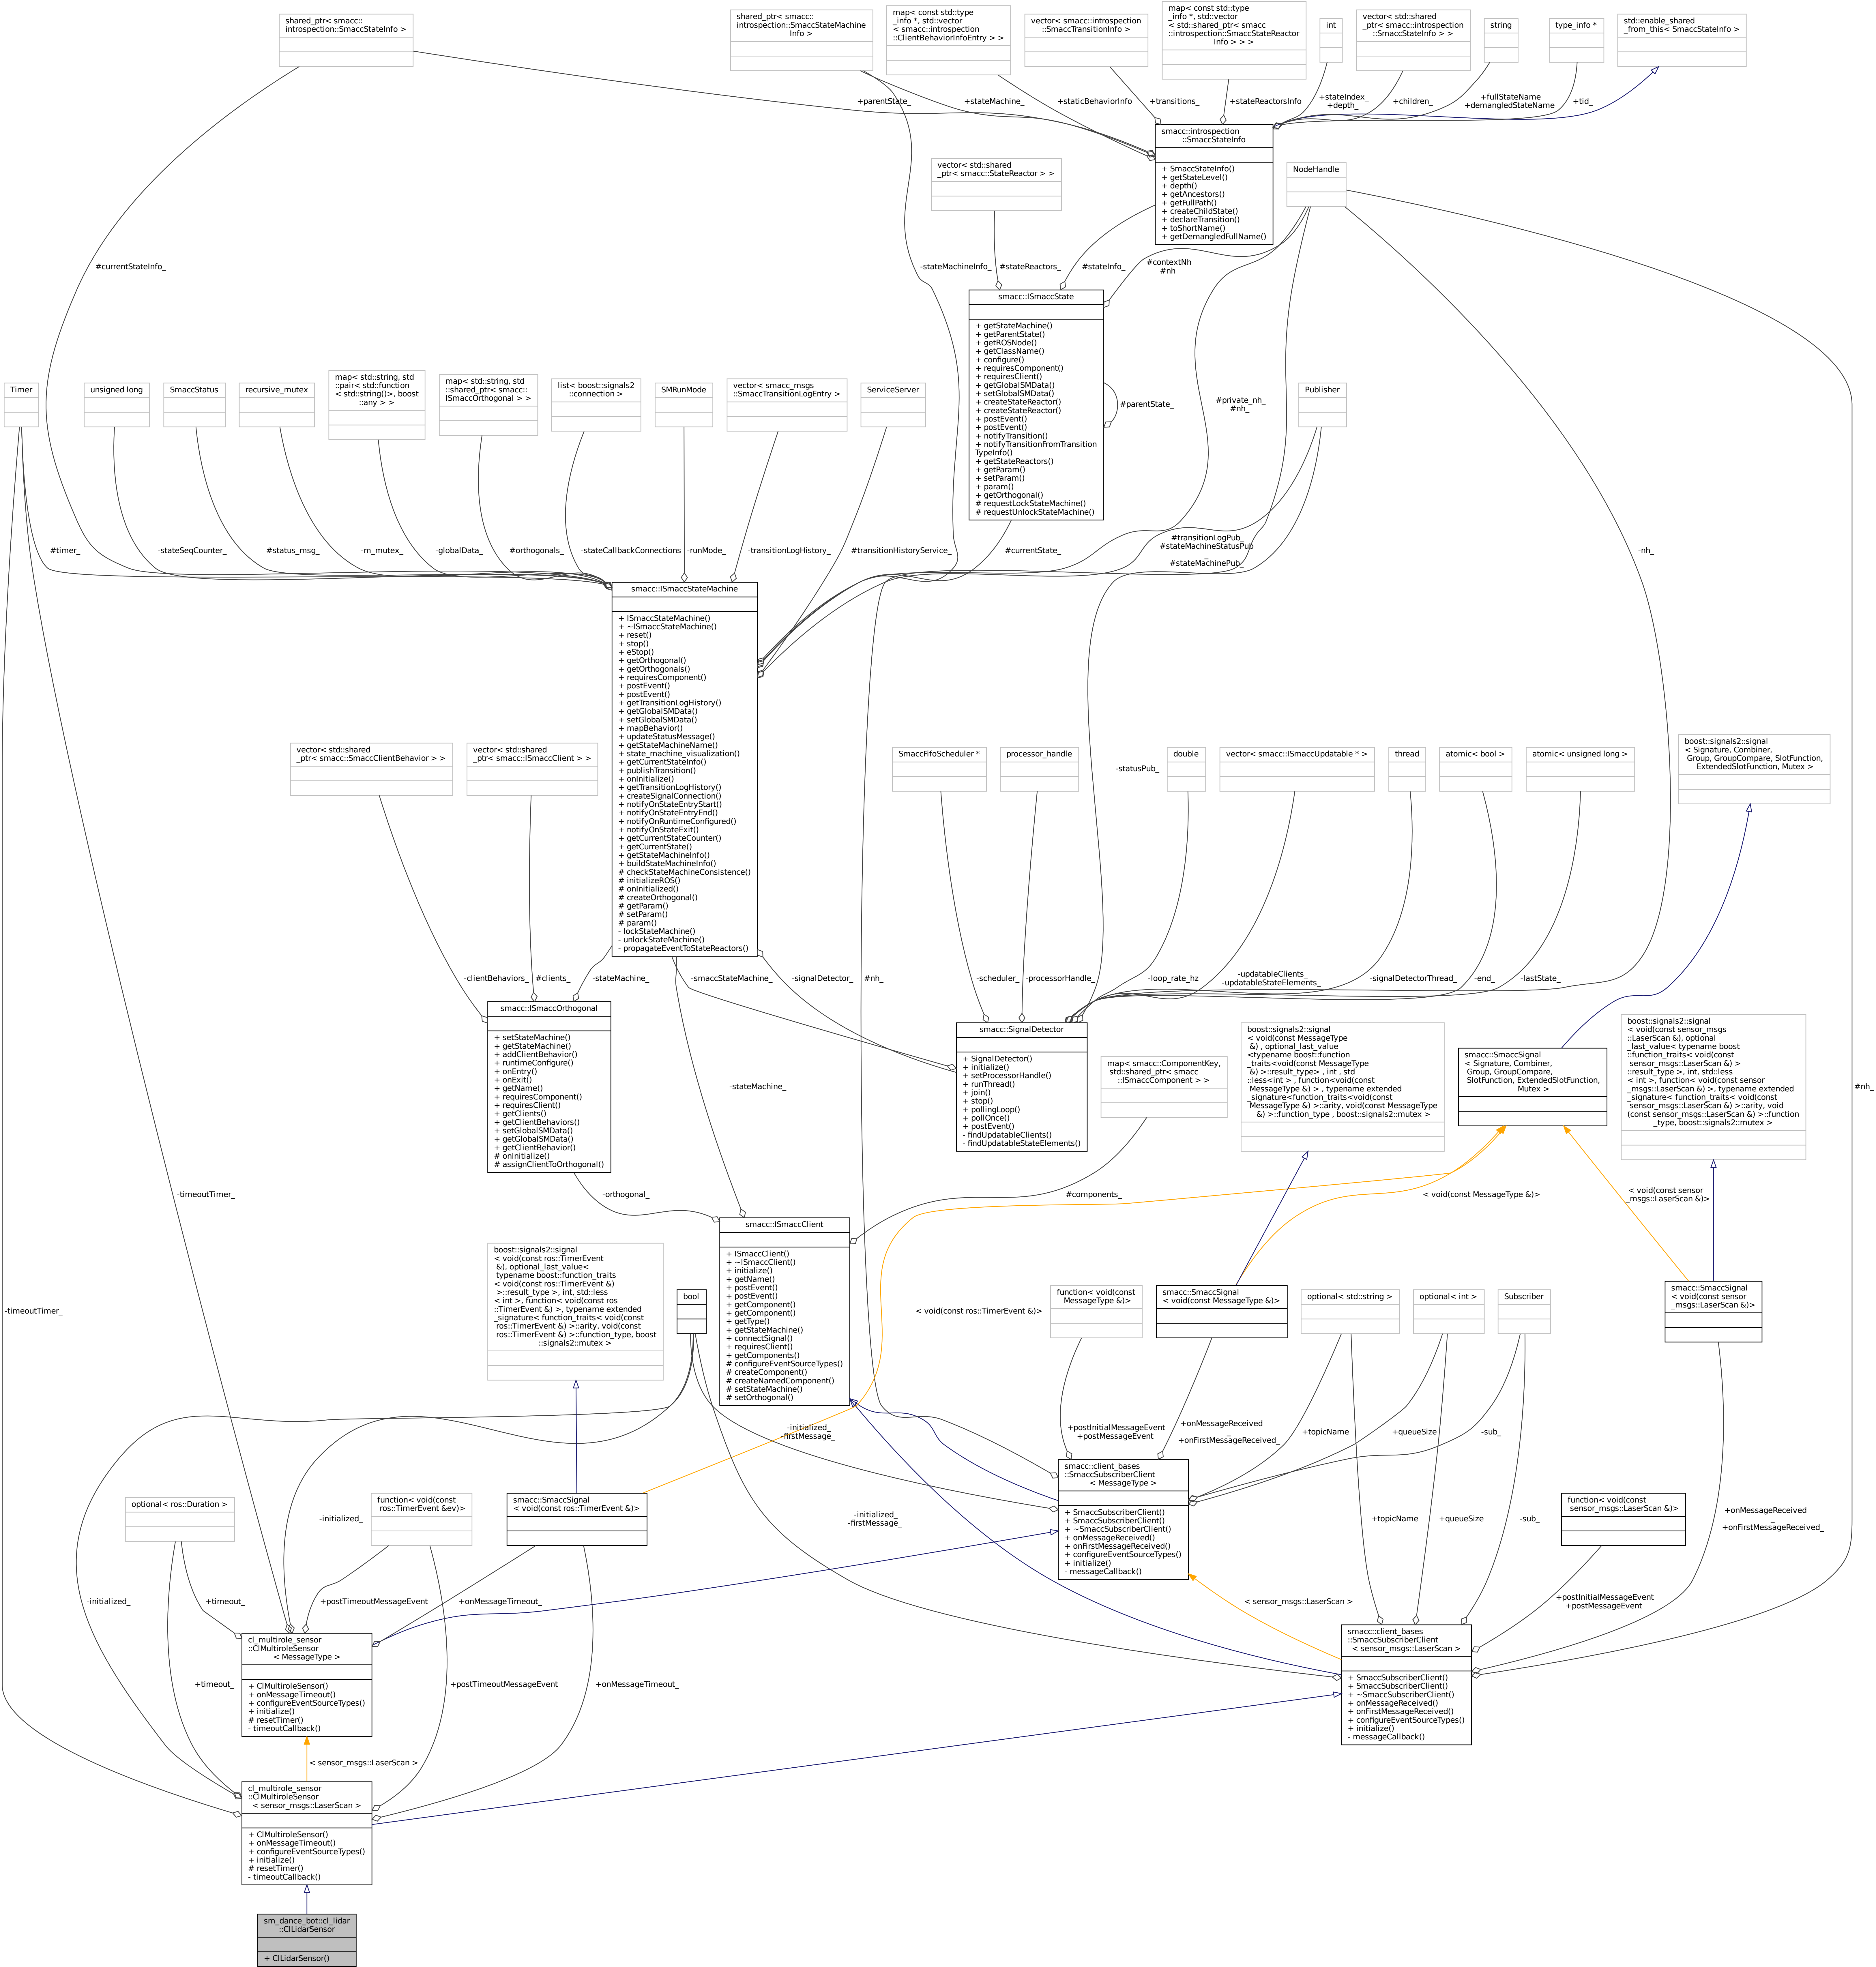 shared_ptr< smacc::
introspection::SmaccStateInfo >
shared_ptr< smacc::
introspection::SmaccStateMachine
Info >
map< const std::type
_info *, std::vector
< smacc::introspection
::ClientBehaviorInfoEntry > >
vector< smacc::introspection
::SmaccTransitionInfo >
map< const std::type
_info *, std::vector
< std::shared_ptr< smacc
::introspection::SmaccStateReactor
Info > > >
int
vector< std::shared
_ptr< smacc::introspection
::SmaccStateInfo > >
string
type_info *
std::enable_shared
_from_this< SmaccStateInfo >
+parentState_
+stateMachine_
+staticBehaviorInfo
+transitions_
+stateReactorsInfo
+stateIndex_
+depth_
+children_
+fullStateName
+demangledStateName
+tid_
smacc::introspection
::SmaccStateInfo
+ SmaccStateInfo()
+ getStateLevel()
+ depth()
+ getAncestors()
+ getFullPath()
+ createChildState()
+ declareTransition()
+ toShortName()
+ getDemangledFullName()
vector< std::shared
_ptr< smacc::StateReactor > >
NodeHandle
#currentStateInfo_
-stateMachineInfo_
#stateReactors_
#stateInfo_
#contextNh
#nh
smacc::ISmaccState
+ getStateMachine()
+ getParentState()
+ getROSNode()
+ getClassName()
+ configure()
+ requiresComponent()
+ requiresClient()
+ getGlobalSMData()
+ setGlobalSMData()
+ createStateReactor()
+ createStateReactor()
+ postEvent()
+ postEvent()
+ notifyTransition()
+ notifyTransitionFromTransition
TypeInfo()
+ getStateReactors()
+ getParam()
+ setParam()
+ param()
+ getOrthogonal()
# requestLockStateMachine()
# requestUnlockStateMachine()
#parentState_
#private_nh_
#nh_
Publisher
Timer
unsigned long
SmaccStatus
recursive_mutex
map< std::string, std
::pair< std::function
< std::string()>, boost
::any > >
map< std::string, std
::shared_ptr< smacc::
ISmaccOrthogonal > >
list< boost::signals2
::connection >
SMRunMode
vector< smacc_msgs
::SmaccTransitionLogEntry >
ServiceServer
#timer_
-stateSeqCounter_
#status_msg_
-m_mutex_
-globalData_
#orthogonals_
-stateCallbackConnections
-runMode_
-transitionLogHistory_
#transitionHistoryService_
#currentState_
#transitionLogPub_
#stateMachineStatusPub
_
#stateMachinePub_
-nh_
smacc::ISmaccStateMachine
+ ISmaccStateMachine()
+ ~ISmaccStateMachine()
+ reset()
+ stop()
+ eStop()
+ getOrthogonal()
+ getOrthogonals()
+ requiresComponent()
+ postEvent()
+ postEvent()
+ getTransitionLogHistory()
+ getGlobalSMData()
+ setGlobalSMData()
+ mapBehavior()
+ updateStatusMessage()
+ getStateMachineName()
+ state_machine_visualization()
+ getCurrentStateInfo()
+ publishTransition()
+ onInitialize()
+ getTransitionLogHistory()
+ createSignalConnection()
+ notifyOnStateEntryStart()
+ notifyOnStateEntryEnd()
+ notifyOnRuntimeConfigured()
+ notifyOnStateExit()
+ getCurrentStateCounter()
+ getCurrentState()
+ getStateMachineInfo()
+ buildStateMachineInfo()
# checkStateMachineConsistence()
# initializeROS()
# onInitialized()
# createOrthogonal()
# getParam()
# setParam()
# param()
- lockStateMachine()
- unlockStateMachine()
- propagateEventToStateReactors()
vector< std::shared
_ptr< smacc::SmaccClientBehavior > >
vector< std::shared
_ptr< smacc::ISmaccClient > >
SmaccFifoScheduler *
processor_handle
-statusPub_
double
vector< smacc::ISmaccUpdatable * >
thread
atomic< bool >
atomic< unsigned long >
boost::signals2::signal
< Signature, Combiner,
Group, GroupCompare, SlotFunction,
ExtendedSlotFunction, Mutex >
-clientBehaviors_
#clients_
-stateMachine_
-smaccStateMachine_
-signalDetector_
#nh_
-scheduler_
-processorHandle_
-loop_rate_hz
-updatableClients_
-updatableStateElements_
-signalDetectorThread_
-end_
-lastState_
smacc::ISmaccOrthogonal
+ setStateMachine()
+ getStateMachine()
+ addClientBehavior()
+ runtimeConfigure()
+ onEntry()
+ onExit()
+ getName()
+ requiresComponent()
+ requiresClient()
+ getClients()
+ getClientBehaviors()
+ setGlobalSMData()
+ getGlobalSMData()
+ getClientBehavior()
# onInitialize()
# assignClientToOrthogonal()
smacc::SignalDetector
+ SignalDetector()
+ initialize()
+ setProcessorHandle()
+ runThread()
+ join()
+ stop()
+ pollingLoop()
+ pollOnce()
+ postEvent()
- findUpdatableClients()
- findUpdatableStateElements()
map< smacc::ComponentKey,
std::shared_ptr< smacc
::ISmaccComponent > >
boost::signals2::signal
< void(const MessageType
&) , optional_last_value
<typename boost::function
_traits<void(const MessageType
&) >::result_type> , int , std
::less<int > , function<void(const
MessageType &) > , typename extended
_signature<function_traits<void(const
MessageType &) >::arity, void(const MessageType
&) >::function_type , boost::signals2::mutex >
smacc::SmaccSignal
< Signature, Combiner,
Group, GroupCompare,
SlotFunction, ExtendedSlotFunction,
Mutex >
boost::signals2::signal
< void(const sensor_msgs
::LaserScan &), optional
_last_value< typename boost
::function_traits< void(const
sensor_msgs::LaserScan &) >
::result_type >, int, std::less
< int >, function< void(const sensor
_msgs::LaserScan &) >, typename extended
_signature< function_traits< void(const
sensor_msgs::LaserScan &) >::arity, void
(const sensor_msgs::LaserScan &) >::function
_type, boost::signals2::mutex >
#nh_
-stateMachine_
-timeoutTimer_
-orthogonal_
#components_
< void(const MessageType &)>
< void(const sensor
_msgs::LaserScan &)>
smacc::ISmaccClient
+ ISmaccClient()
+ ~ISmaccClient()
+ initialize()
+ getName()
+ postEvent()
+ postEvent()
+ getComponent()
+ getComponent()
+ getType()
+ getStateMachine()
+ connectSignal()
+ requiresClient()
+ getComponents()
# configureEventSourceTypes()
# createComponent()
# createNamedComponent()
# setStateMachine()
# setOrthogonal()
boost::signals2::signal
< void(const ros::TimerEvent
&), optional_last_value<
typename boost::function_traits
< void(const ros::TimerEvent &)
>::result_type >, int, std::less
< int >, function< void(const ros
::TimerEvent &) >, typename extended
_signature< function_traits< void(const
ros::TimerEvent &) >::arity, void(const
ros::TimerEvent &) >::function_type, boost
::signals2::mutex >
bool
-timeoutTimer_
< void(const ros::TimerEvent &)>
function< void(const
MessageType &)>
smacc::SmaccSignal
< void(const MessageType &)>
optional< std::string >
optional< int >
Subscriber
smacc::SmaccSignal
< void(const sensor
_msgs::LaserScan &)>
-initialized_
-firstMessage_
+postInitialMessageEvent
+postMessageEvent
+onMessageReceived
_
+onFirstMessageReceived_
+topicName
+queueSize
-sub_
smacc::client_bases
::SmaccSubscriberClient
< MessageType >
+ SmaccSubscriberClient()
+ SmaccSubscriberClient()
+ ~SmaccSubscriberClient()
+ onMessageReceived()
+ onFirstMessageReceived()
+ configureEventSourceTypes()
+ initialize()
- messageCallback()
optional< ros::Duration >
-initialized_
function< void(const
ros::TimerEvent &ev)>
smacc::SmaccSignal
< void(const ros::TimerEvent &)>
-initialized_
-firstMessage_
+topicName
+queueSize
-sub_
function< void(const
sensor_msgs::LaserScan &)>
+onMessageReceived
_
+onFirstMessageReceived_
-initialized_
+timeout_
+postTimeoutMessageEvent
+onMessageTimeout_
< sensor_msgs::LaserScan >
+postInitialMessageEvent
+postMessageEvent
cl_multirole_sensor
::ClMultiroleSensor
< MessageType >
+ ClMultiroleSensor()
+ onMessageTimeout()
+ configureEventSourceTypes()
+ initialize()
# resetTimer()
- timeoutCallback()
smacc::client_bases
::SmaccSubscriberClient
< sensor_msgs::LaserScan >
+ SmaccSubscriberClient()
+ SmaccSubscriberClient()
+ ~SmaccSubscriberClient()
+ onMessageReceived()
+ onFirstMessageReceived()
+ configureEventSourceTypes()
+ initialize()
- messageCallback()
+timeout_
+postTimeoutMessageEvent
+onMessageTimeout_
< sensor_msgs::LaserScan >
cl_multirole_sensor
::ClMultiroleSensor
< sensor_msgs::LaserScan >
+ ClMultiroleSensor()
+ onMessageTimeout()
+ configureEventSourceTypes()
+ initialize()
# resetTimer()
- timeoutCallback()
sm_dance_bot::cl_lidar
::ClLidarSensor
+ ClLidarSensor()